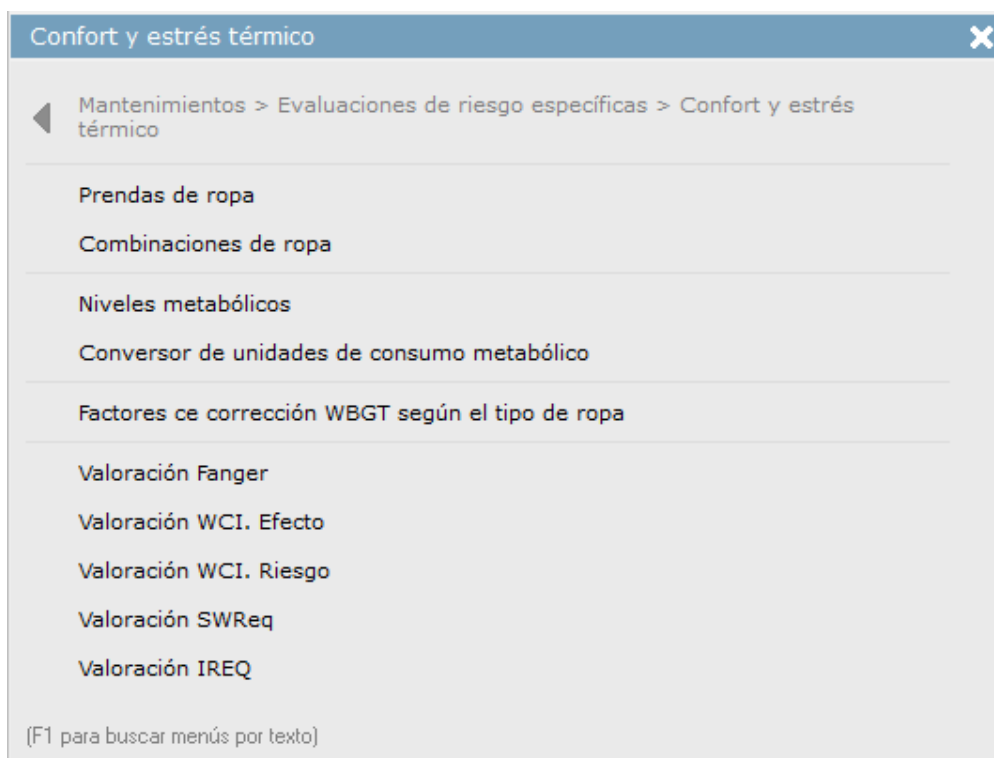 Confort y estrés térmico
Mantenimientos > Evaluaciones de riesgo específicas > Confort y estrés
térmico
Prendas de ropa
Combinaciones de ropa
Niveles metabólicos
Conversor de unidades de consumo metabólico
Factores ce corrección WBGT según el tipo de ropa
Valoración Fanger
Valoración WCI. Efecto
Valoración WCI. Riesgo
Valoración SWReq
Valoración IREQ
(F1 para buscar menús por texto)